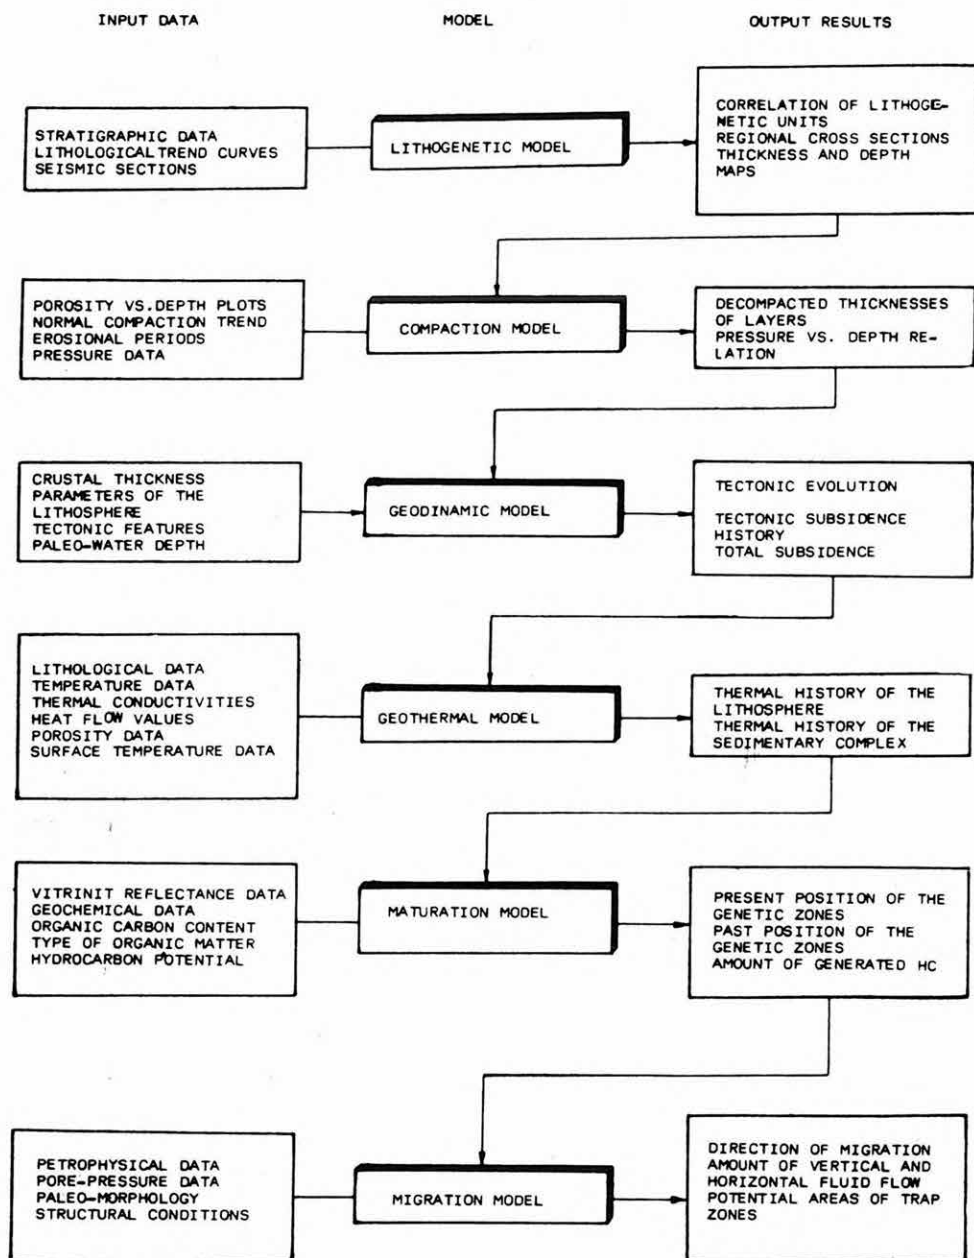 INPUT DATA
MODEL
OUTPUT RESULTS
STRATIGRAPHIC DATA
LITHOLOGICAL TREND CURVES
SEISMIC SECTIONS
LITHOGENETIC MODEL
CORRELATION OF LITHOGE-
NETIC UNITS
REGIONAL CROSS SECTIONS
THICKNESS AND DEPTH
MAPS
POROSITY VS. DEPTH PLOTS
NORMAL COMPACTION TREND
EROSIONAL PERIODS
PRESSURE DATA
COMPACTION MODEL
DECOMPACTED THICKNESSES
OF LAYERS
PRESSURE VS. DEPTH RE-
LATION
CRUSTAL THICKNESS
PARAMETERS OF THE
LITHOSPHERE
TECTONIC FEATURES
PALEO-WATER DEPTH
GEODINAMIC MODEL
TECTONIC EVOLUTION
TECTONIC SUBSIDENCE
HISTORY
TOTAL SUBSIDENCE
LITHOLOGICAL DATA
TEMPERATURE DATA
THERMAL CONDUCTIVITIES
HEAT FLOW VALUES
POROSITY DATA
SURFACE TEMPERATURE DATA
GEOTHERMAL MODEL
THERMAL HISTORY OF THE
LITHOSPHERE
THERMAL HISTORY OF THE
SEDIMENTARY COMPLEX
VITRINIT REFLECTANCE DATA
GEOCHEMICAL DATA
ORGANIC CARBON CONTENT
TYPE OF ORGANIC MATTER
HYDROCARBON POTENTIAL
MATURATION MODEL
PRESENT POSITION OF THE
GENETIC ZONES
PAST POSITION OF THE
GENETIC ZONES
AMOUNT OF GENERATED HC
PETROPHYSICAL DATA
PORE-PRESSURE DATA
PALEO-MORPHOLOGY
STRUCTURAL CONDITIONS
MIGRATION MODEL
DIRECTION OF MIGRATION
AMOUNT OF VERTICAL AND
HORIZONTAL FLUID FLOW
POTENTIAL AREAS OF TRAP
ZONES